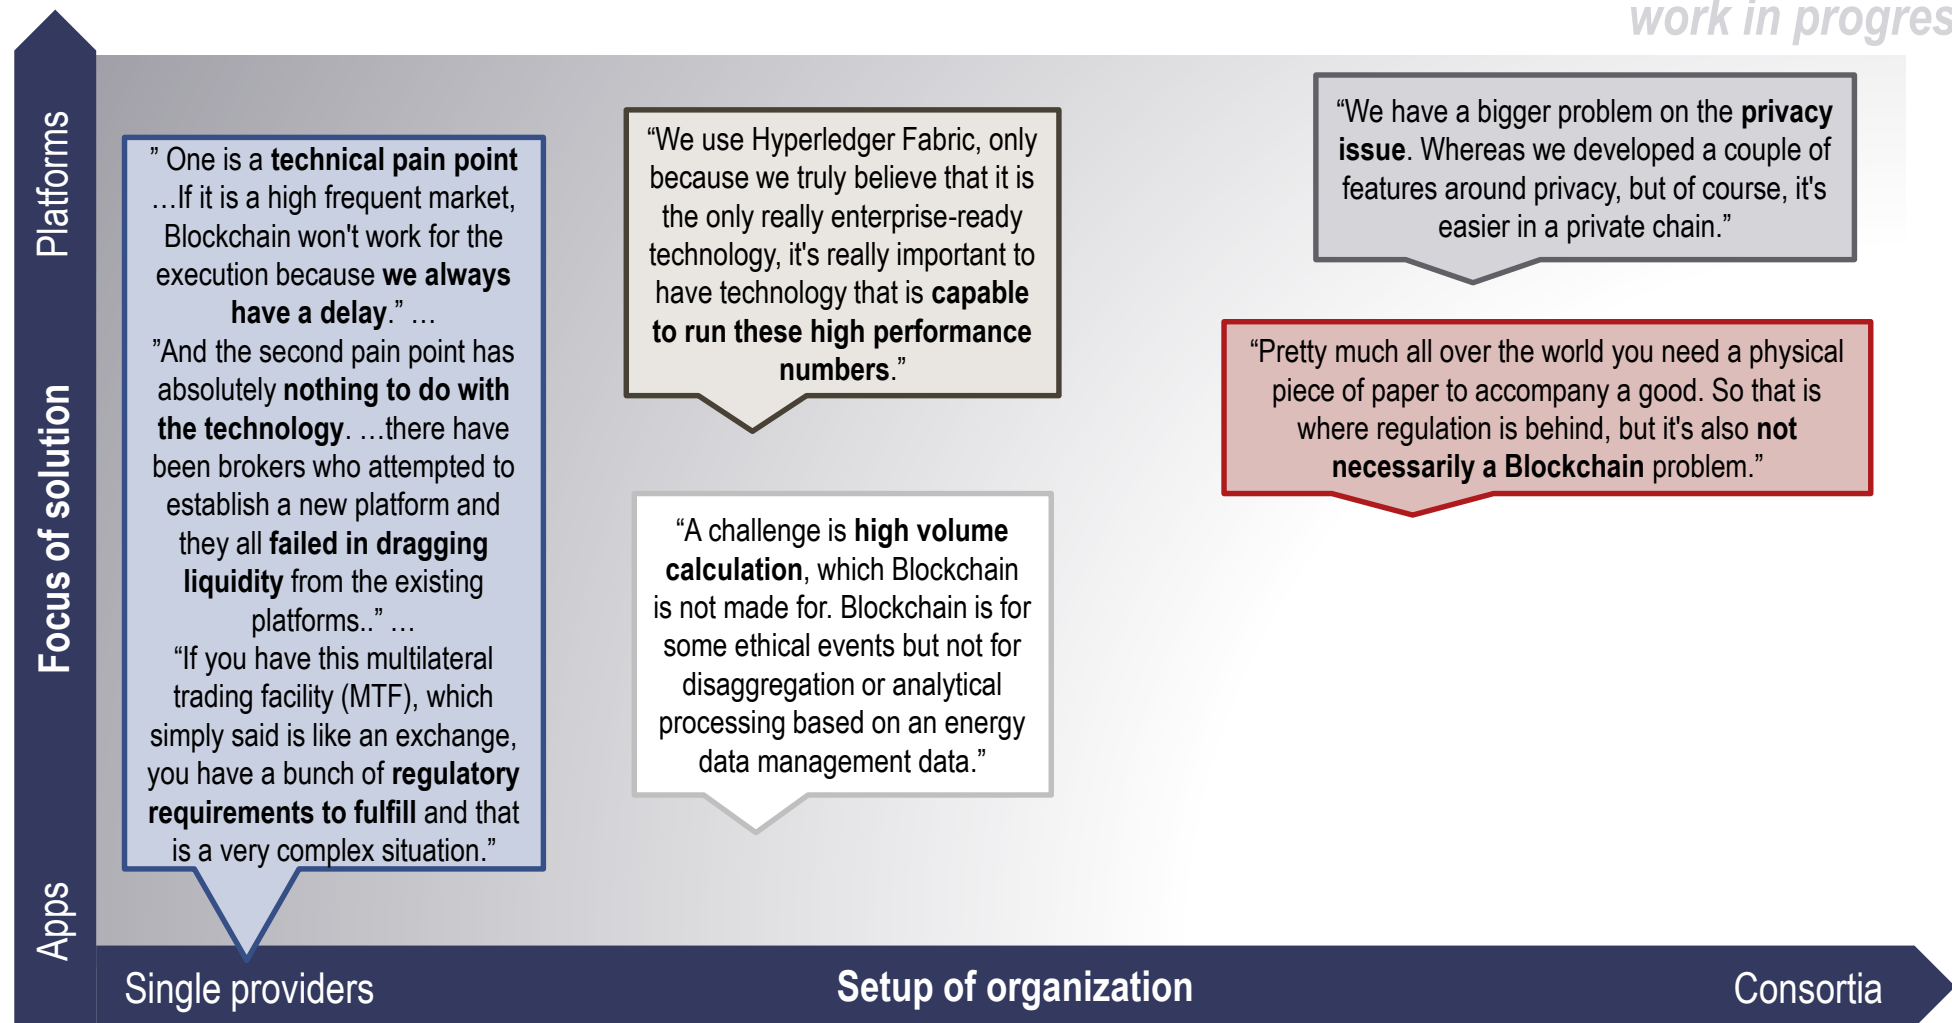 work in progres
Platforms
Focus of solution
Apps
” One is a technical pain point
…If it is a high frequent market,
Blockchain won't work for the
execution because we always
have a delay.” …
”And the second pain point has
absolutely nothing to do with
the technology. …there have
been brokers who attempted to
establish a new platform and
they all failed in dragging
liquidity from the existing
platforms..” …
“If you have this multilateral
trading facility (MTF), which
simply said is like an exchange,
you have a bunch of regulatory
requirements to fulfill and that
is a very complex situation.”
“We use Hyperledger Fabric, only
because we truly believe that it is
the only really enterprise-ready
technology, it's really important to
have technology that is capable
to run these high performance
numbers.”
“A challenge is high volume
calculation, which Blockchain
is not made for. Blockchain is for
some ethical events but not for
disaggregation or analytical
processing based on an energy
data management data.”
“We have a bigger problem on the privacy
issue. Whereas we developed a couple of
features around privacy, but of course, it's
easier in a private chain.”
“Pretty much all over the world you need a physical
piece of paper to accompany a good. So that is
where regulation is behind, but it's also not
necessarily a Blockchain problem.”
Single providers
Setup of organization
Consortia